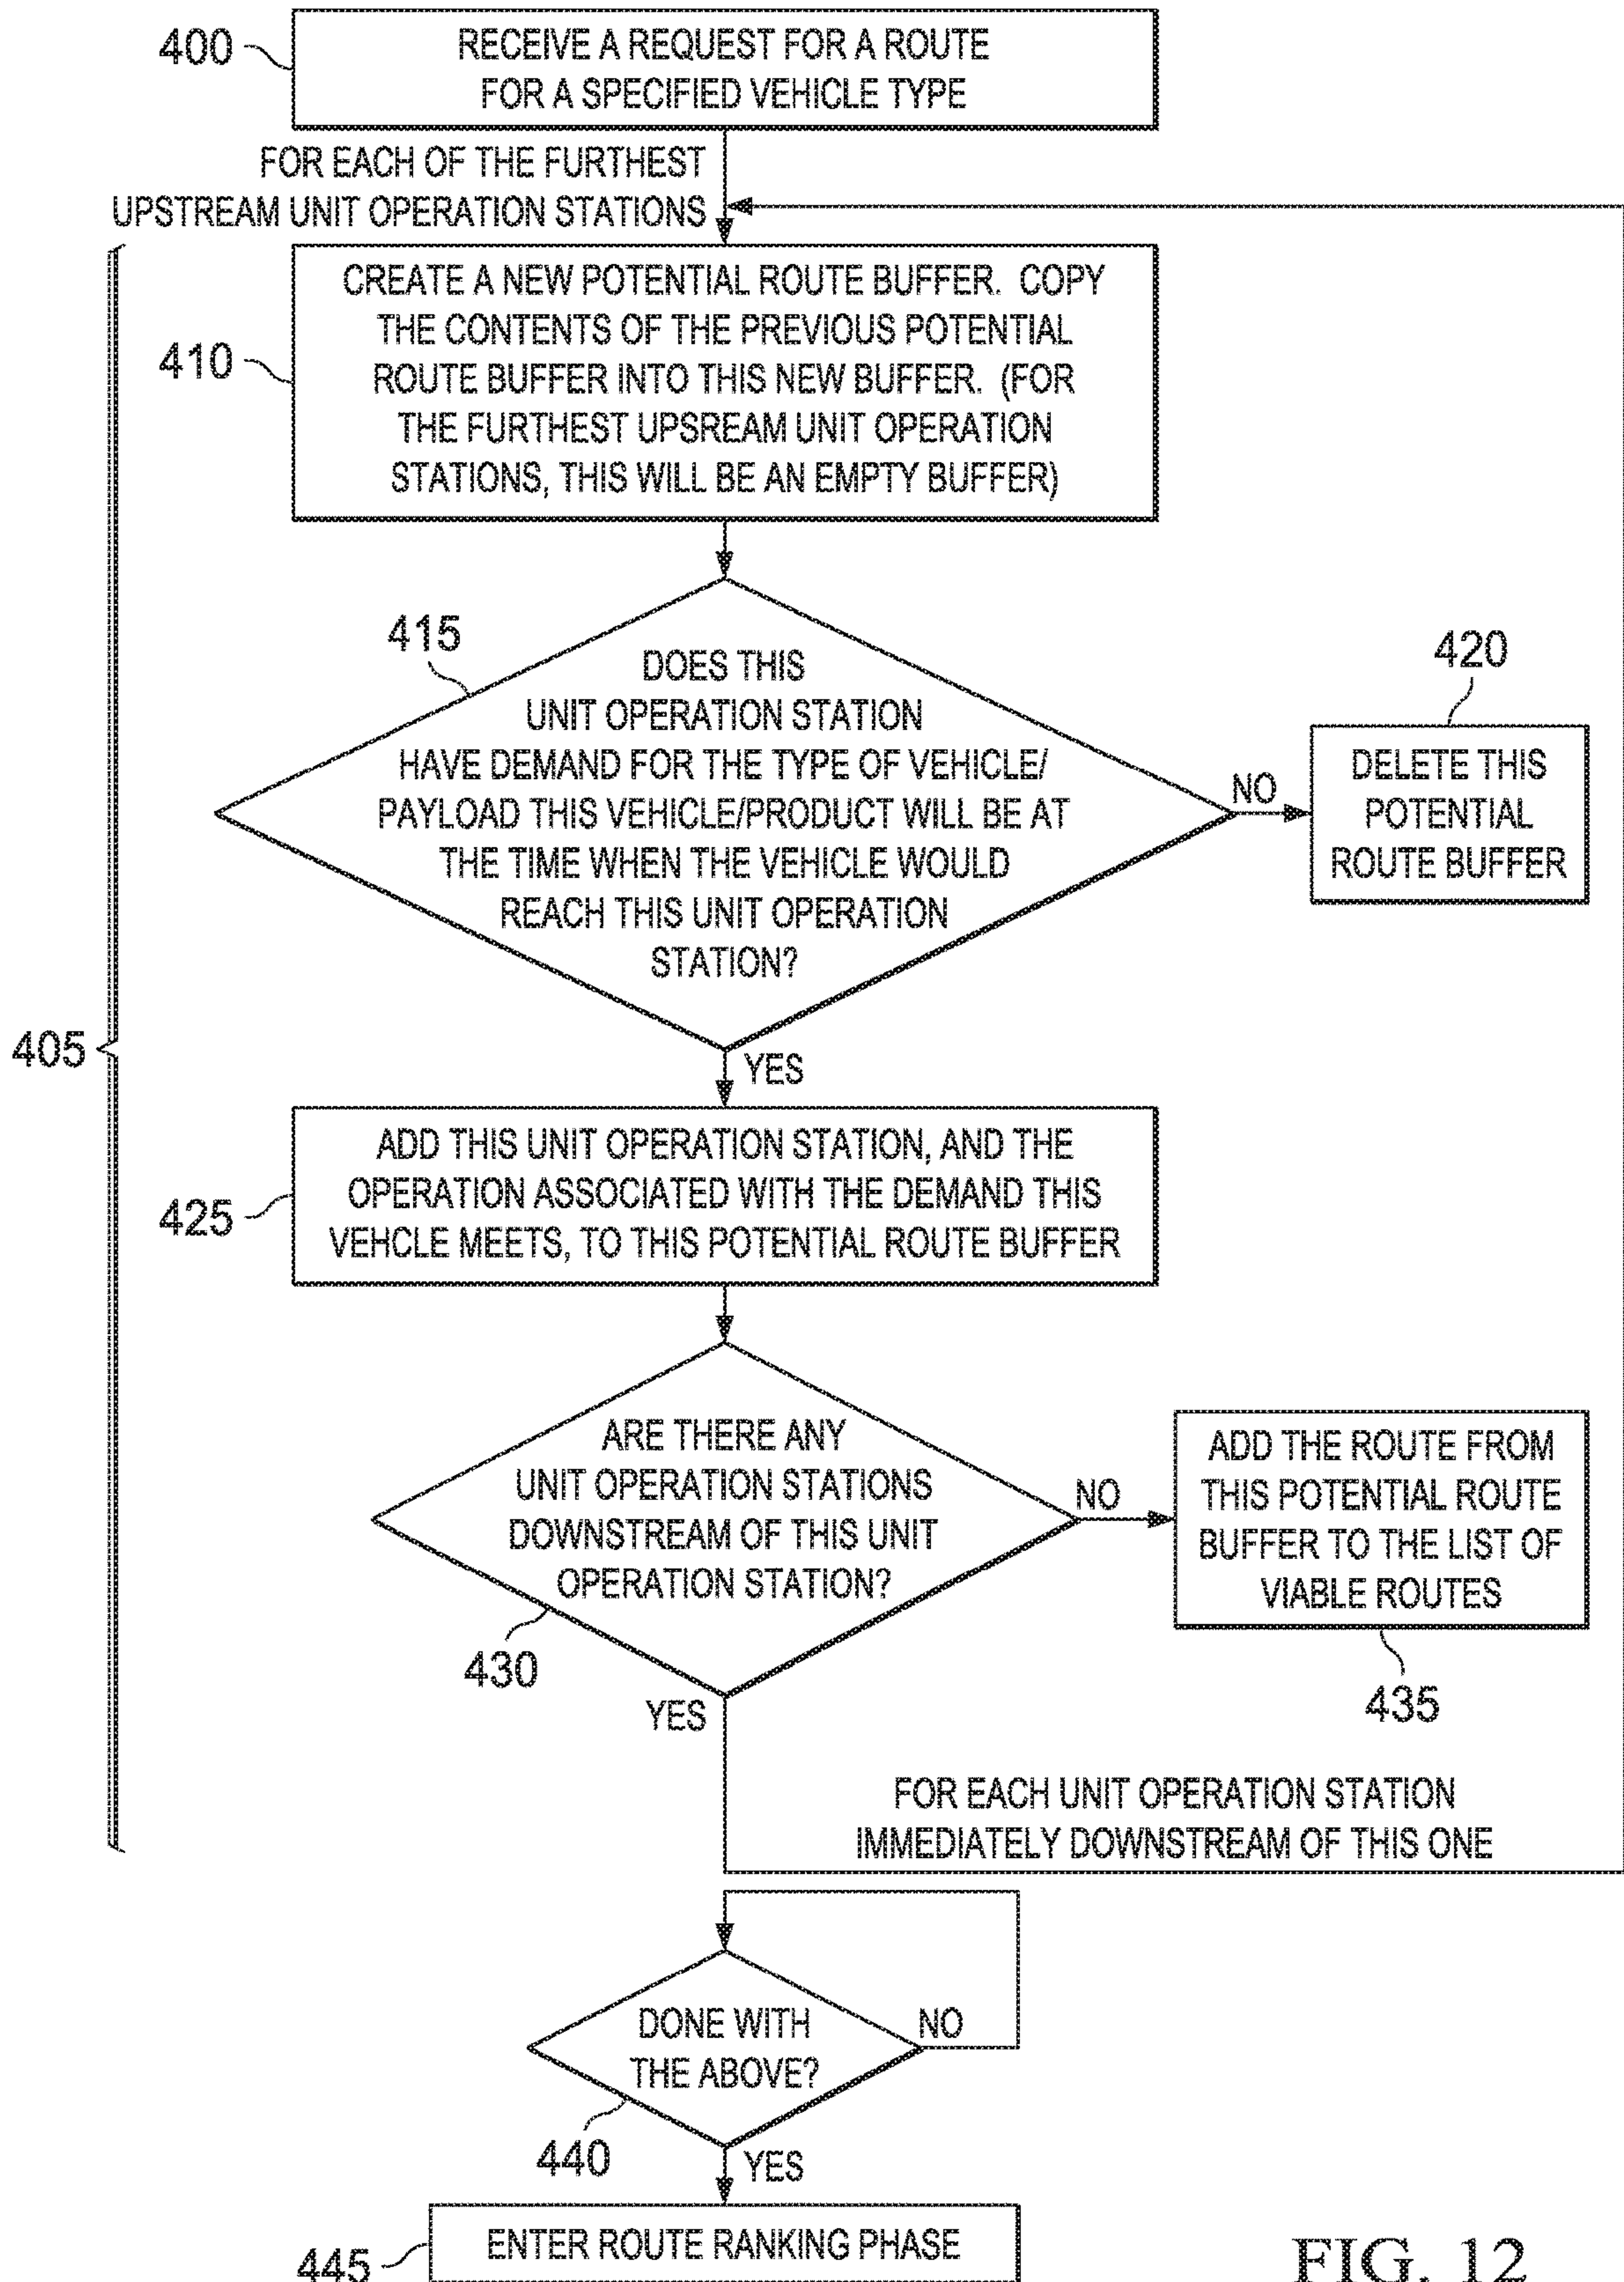 400
RECEIVE A REQUEST FOR A ROUTE
FOR A SPECIFIED VEHICLE TYPE
FOR EACH OF THE FURTHEST
UPSTREAM UNIT OPERATION STATIONS
410
CREATE A NEW POTENTIAL ROUTE BUFFER. COPY
THE CONTENTS OF THE PREVIOUS POTENTIAL
ROUTE BUFFER INTO THIS NEW BUFFER. (FOR
THE FURTHEST UPSREAM UNIT OPERATION
STATIONS, THIS WILL BE AN EMPTY BUFFER)
415
DOES THIS
UNIT OPERATION STATION
HAVE DEMAND FOR THE TYPE OF VEHICLE/
PAYLOAD THIS VEHICLE/PRODUCT WILL BE AT
THE TIME WHEN THE VEHICLE WOULD
REACH THIS UNIT OPERATION
STATION?
NO
420
DELETE THIS
POTENTIAL
ROUTE BUFFER
405
YES
425
ADD THIS UNIT OPERATION STATION, AND THE
OPERATION ASSOCIATED WITH THE DEMAND THIS
VEHCLE MEETS, TO THIS POTENTIAL ROUTE BUFFER
ARE THERE ANY
UNIT OPERATION STATIONS
DOWNSTREAM OF THIS UNIT
OPERATION STATION?
430
NO
ADD THE ROUTE FROM
THIS POTENTIAL ROUTE
BUFFER TO THE LIST OF
VIABLE ROUTES
435
YES
FOR EACH UNIT OPERATION STATION
IMMEDIATELY DOWNSTREAM OF THIS ONE
DONE WITH
THE ABOVE?
NO
440
YES
445
ENTER ROUTE RANKING PHASE
FIG. 12